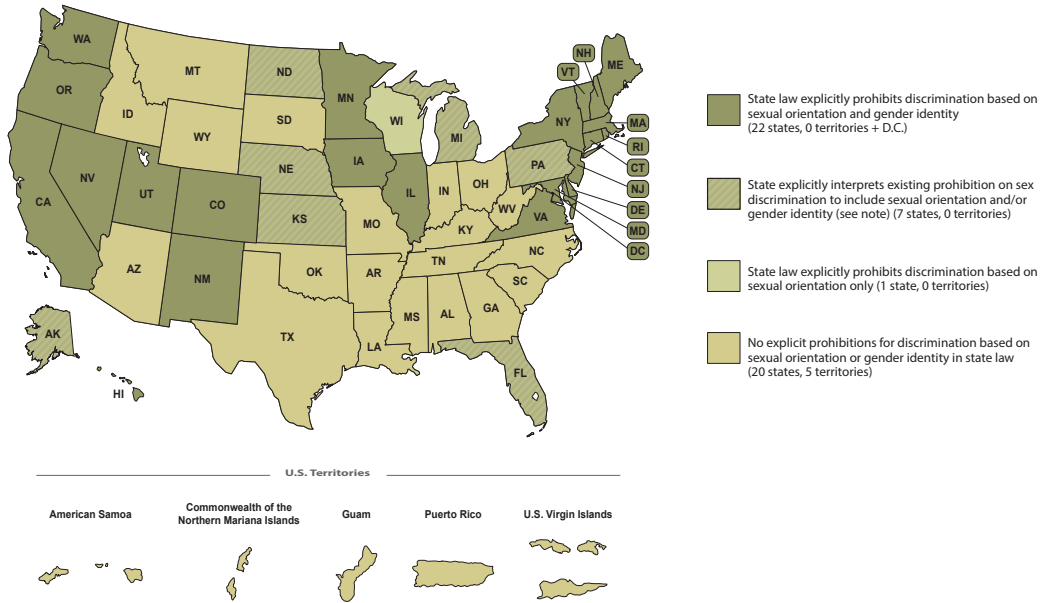 WA
OR
CA
NV
ID
MT
WY
UT
CO
AZ
NM
ND
SD
NE
KS
OK
TX
MN
IA
MO
AR
LA
WI
IL
MI
IN
OH
KY
TN
MS
AL
GA
FL
SC
NC
VA
WV
PA
NY
VT
NH
ME
MA
RI
CT
NJ
DE
MD
DC
AK
HI
State law explicitly prohibits discrimination based on
sexual orientation and gender identity
(22 states, 0 territories + D.C.)
State explicitly interprets existing prohibition on sex
discrimination to include sexual orientation and/or
gender identity (see note) (7 states, 0 territories)
State law explicitly prohibits discrimination based on
sexual orientation only (1 state, 0 territories)
No explicit prohibitions for discrimination based on
sexual orientation or gender identity in state law
(20 states, 5 territories)
U.S. Territories
American Samoa
Commonwealth of the
Northern Mariana Islands
Guam
Puerto Rico
U.S. Virgin Islands